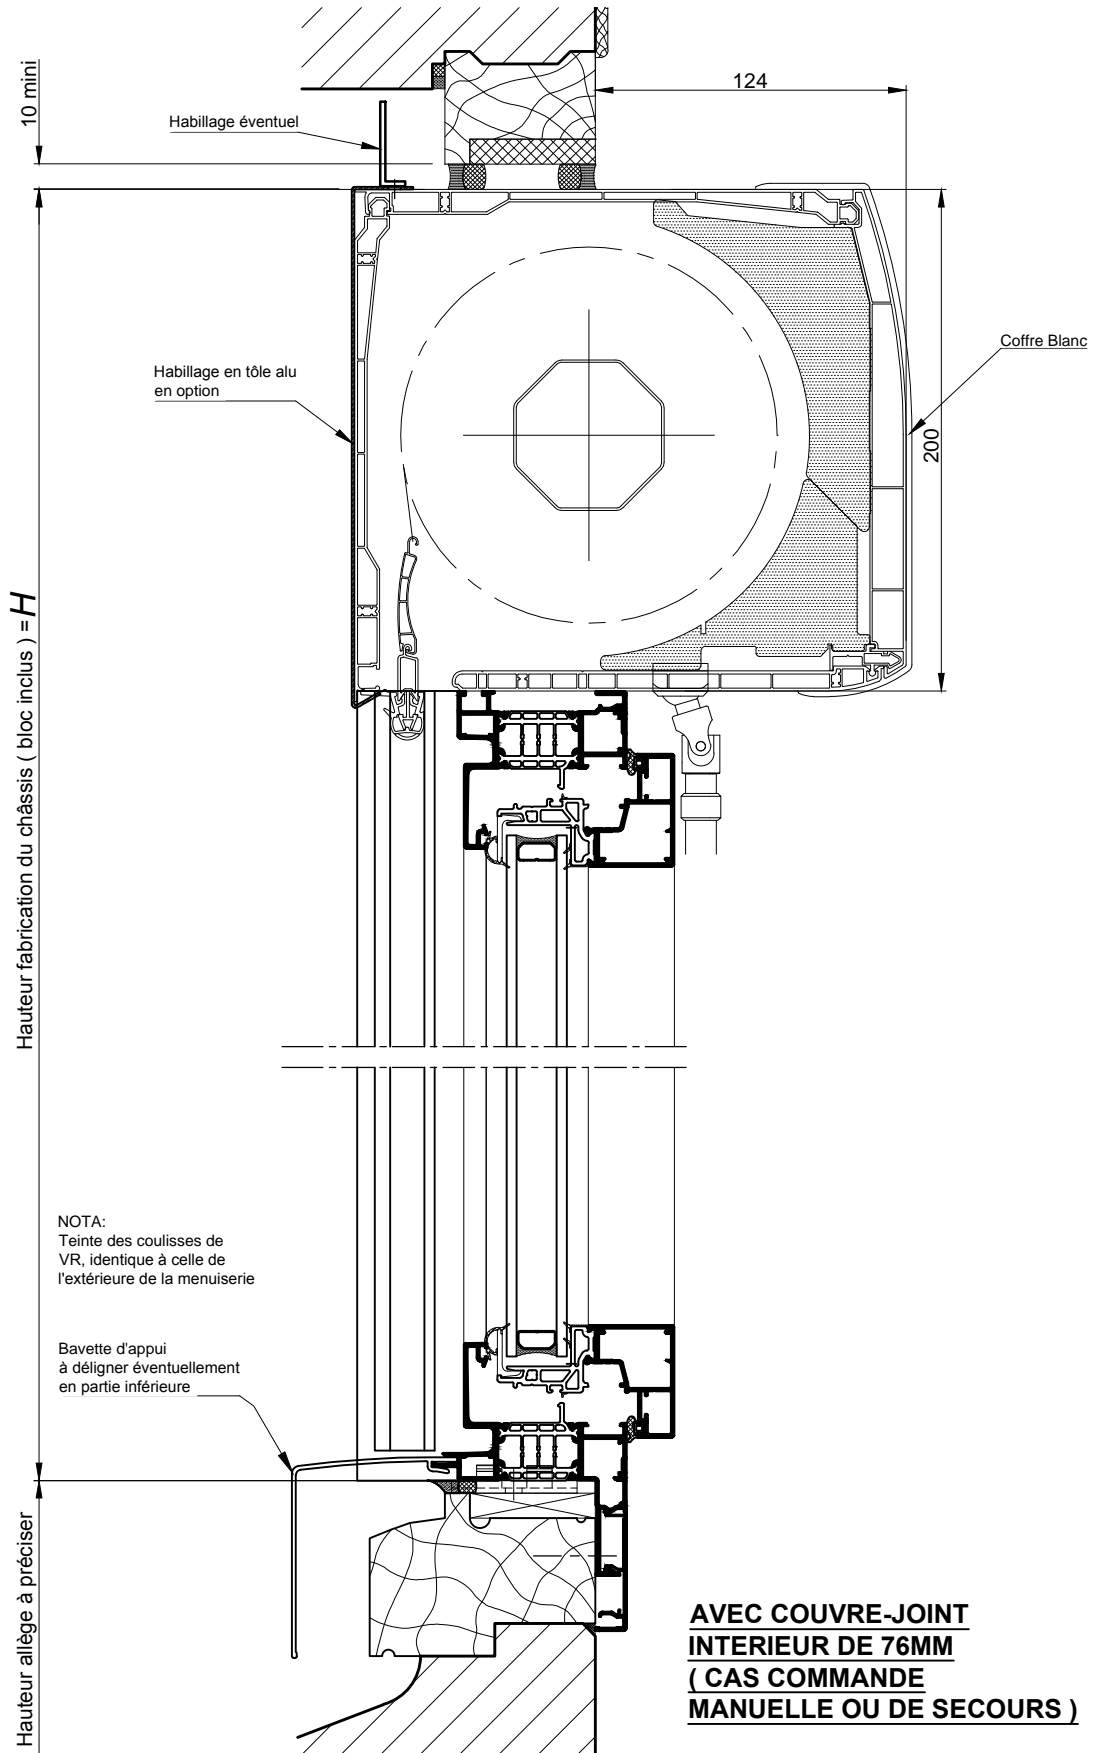 10 mini
124
Habillage éventuel
Habillage en tôle alu
en option
Coffre Blanc
200
Hauteur fabrication du châssis ( bloc inclus ) = H
NOTA:
Teinte des coulisses de
VR, identique à celle de
l'extérieure de la menuiserie
Bavette d'appui
à déligner éventuellement
en partie inférieure
Hauteur allège à préciser
AVEC COUVRE-JOINT
INTERIEUR DE 76MM
( CAS COMMANDE
MANUELLE OU DE SECOURS )